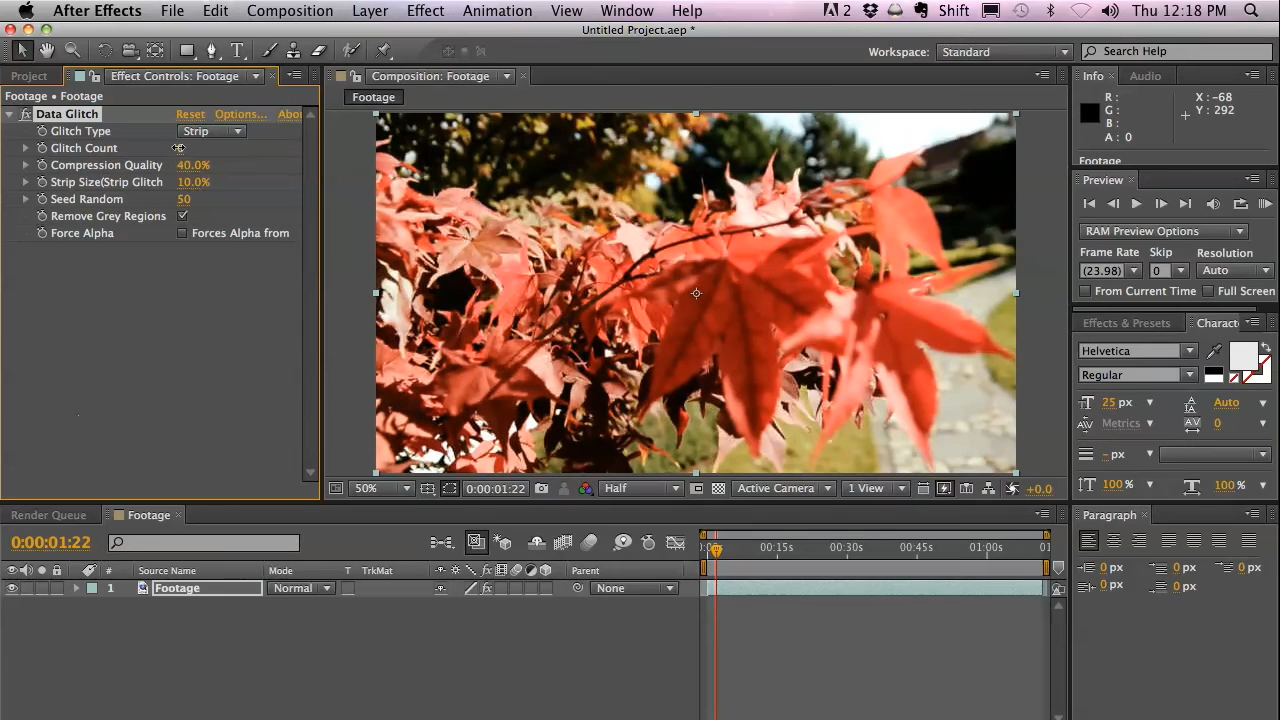 After Effects File Edit Composition Layer Effect Animation View Window Help 2 Shift Thu 12:18 PM
Untitled Project.aep *
Workspace: Standard Search Help
Project Effect Controls: Footage Composition: Footage Info Audio
Footage • Footage
Footage
R : X : -68
G : Y : 292
B :
A : 0
Footage
Data Glitch Reset Options... Abou
Glitch Type Strip
Glitch Count
Compression Quality 40.0%
Strip Size(Strip Glitch 10.0%
Seed Random 50
Remove Grey Regions
Force Alpha Forces Alpha from
Preview
RAM Preview Options
Frame Rate Skip Resolution
(23.98) 0 Auto
From Current Time Full Screen
Effects & Presets Charact
Helvetica
Regular
25 px Auto
Metrics 0
- px
100 % 100 %
50% 0:00:01:22 Half Active Camera 1 View +0.0
Render Queue Footage
0:00:01:22
00:15s 00:30s 00:45s 01:00s 01
# Source Name Mode T TrkMat Parent
1 Footage Normal None
Paragraph
0 px 0 px 0 px
0 px 0 px